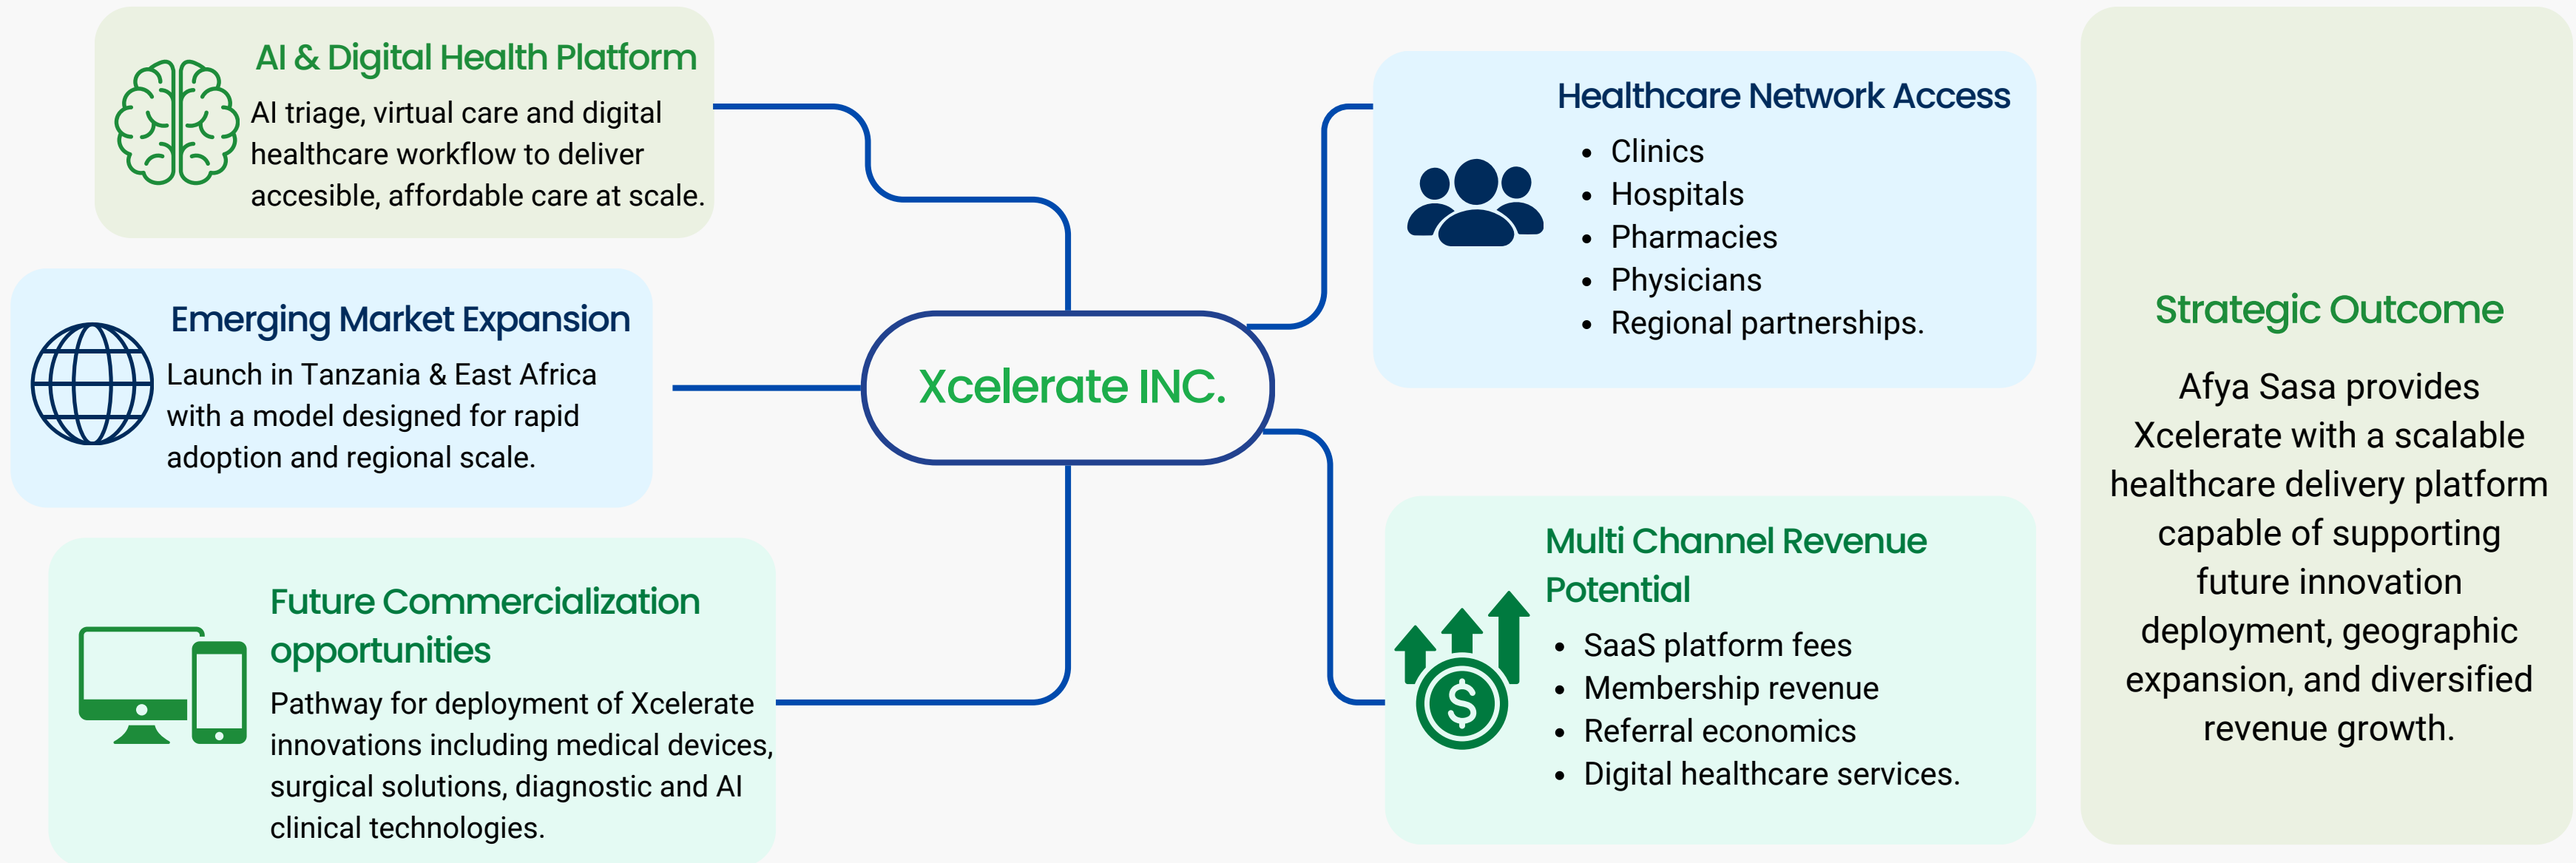 AI & Digital Health Platform
AI triage, virtual care and digital
healthcare workflow to deliver
accesible, affordable care at scale.
Emerging Market Expansion
Launch in Tanzania & East Africa
with a model designed for rapid
adoption and regional scale.
Future Commercialization
opportunities
Pathway for deployment of Xcelerate
innovations including medical devices,
surgical solutions, diagnostic and AI
clinical technologies.
Xcelerate INC.
Healthcare Network Access
• Clinics
• Hospitals
• Pharmacies
• Physicians
• Regional partnerships.
Multi Channel Revenue
Potential
$
• SaaS platform fees
• Membership revenue
• Referral economics
• Digital healthcare services.
Strategic Outcome
Afya Sasa provides
Xcelerate with a scalable
healthcare delivery platform
capable of supporting
future innovation
deployment, geographic
expansion, and diversified
revenue growth.